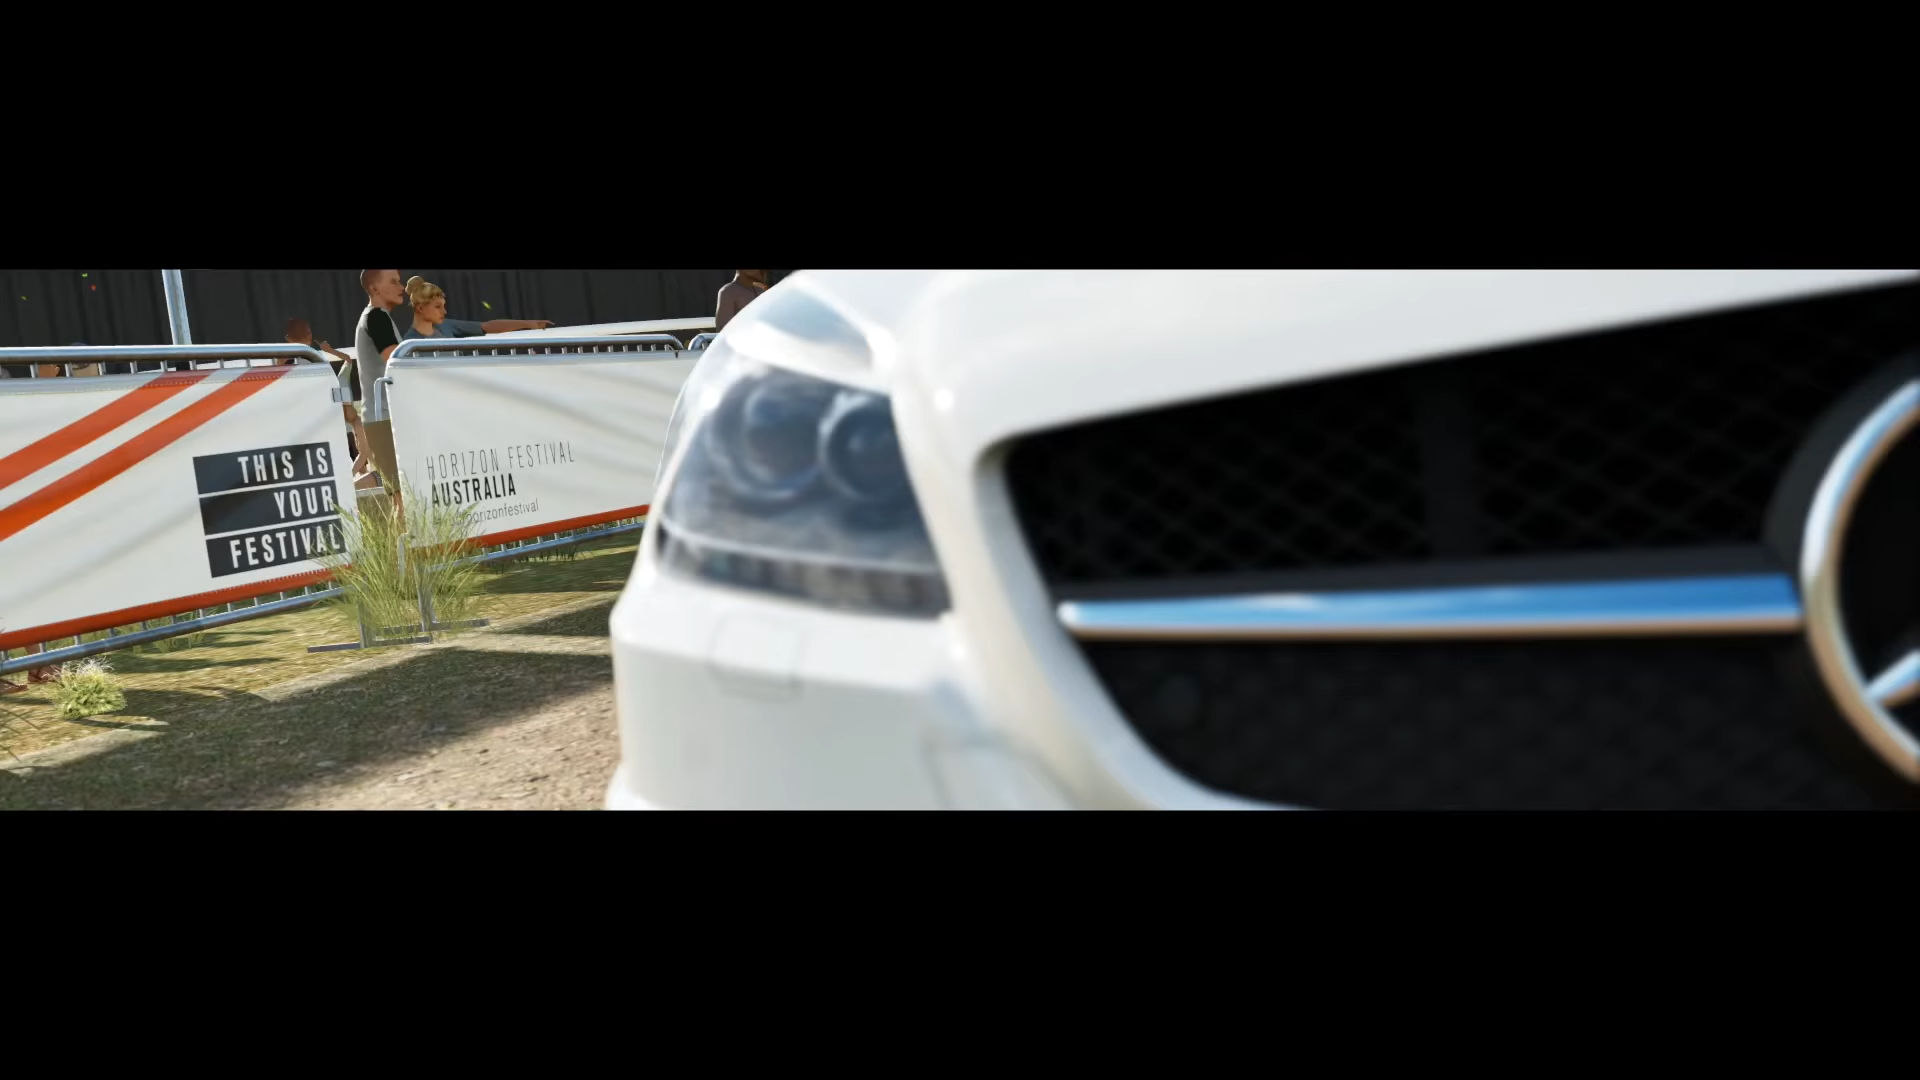 THIS IS
YOUR
FESTIVAL
HORIZON FESTIVAL
AUSTRALIA